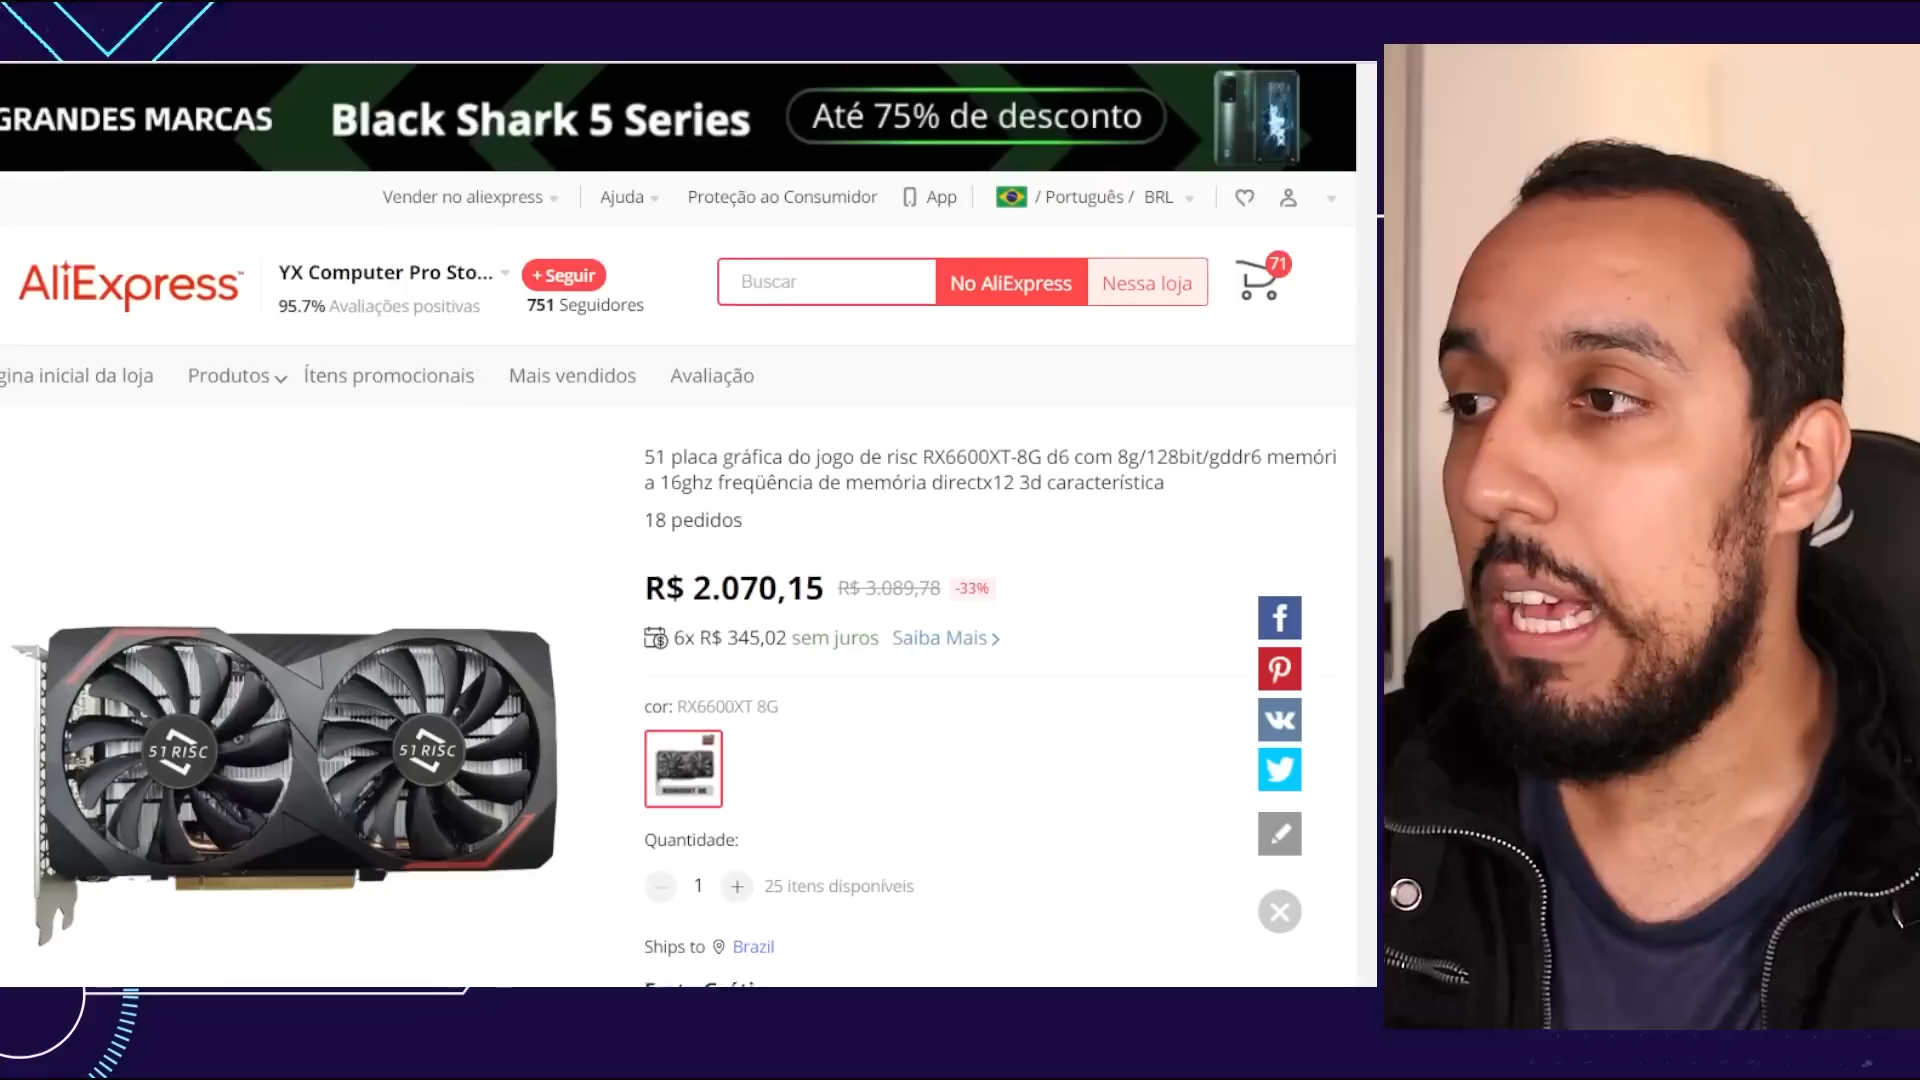 GRANDES MARCAS
Black Shark 5 Series
Até 75% de desconto
Vender no aliexpress
Ajuda
Proteção ao Consumidor
App
/ Português / BRL
AliExpress
YX Computer Pro Sto...
+ Seguir
95.7% Avaliações positivas
751 Seguidores
Buscar
No AliExpress
Nessa loja
71
gina inicial da loja
Produtos
Ítens promocionais
Mais vendidos
Avaliação
51 placa gráfica do jogo de risc RX6600XT-8G d6 com 8g/128bit/gddr6 memóri
a 16ghz freqüência de memória directx12 3d característica
18 pedidos
R$ 2.070,15 R$ 3.089,78 -33%
6x R$ 345,02 sem juros Saiba Mais
cor: RX6600XT 8G
51 RISC
51 RISC
Quantidade:
1
25 itens disponíveis
Ships to Brazil